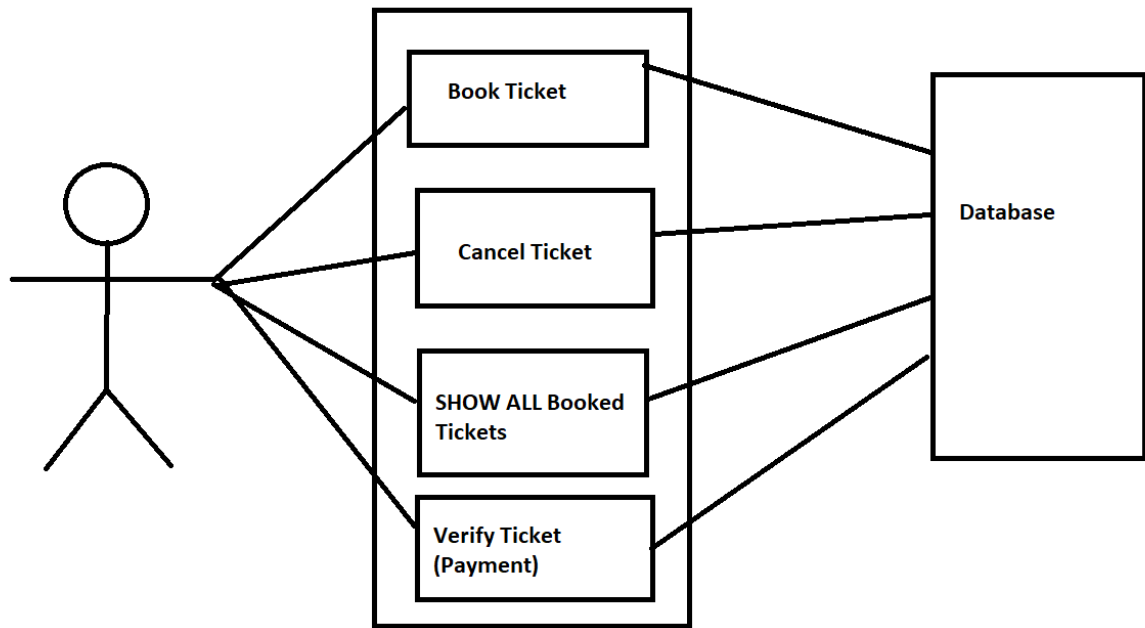 Book Ticket
Cancel Ticket
Database
SHOW ALL Booked
Tickets
Verify Ticket
(Payment)